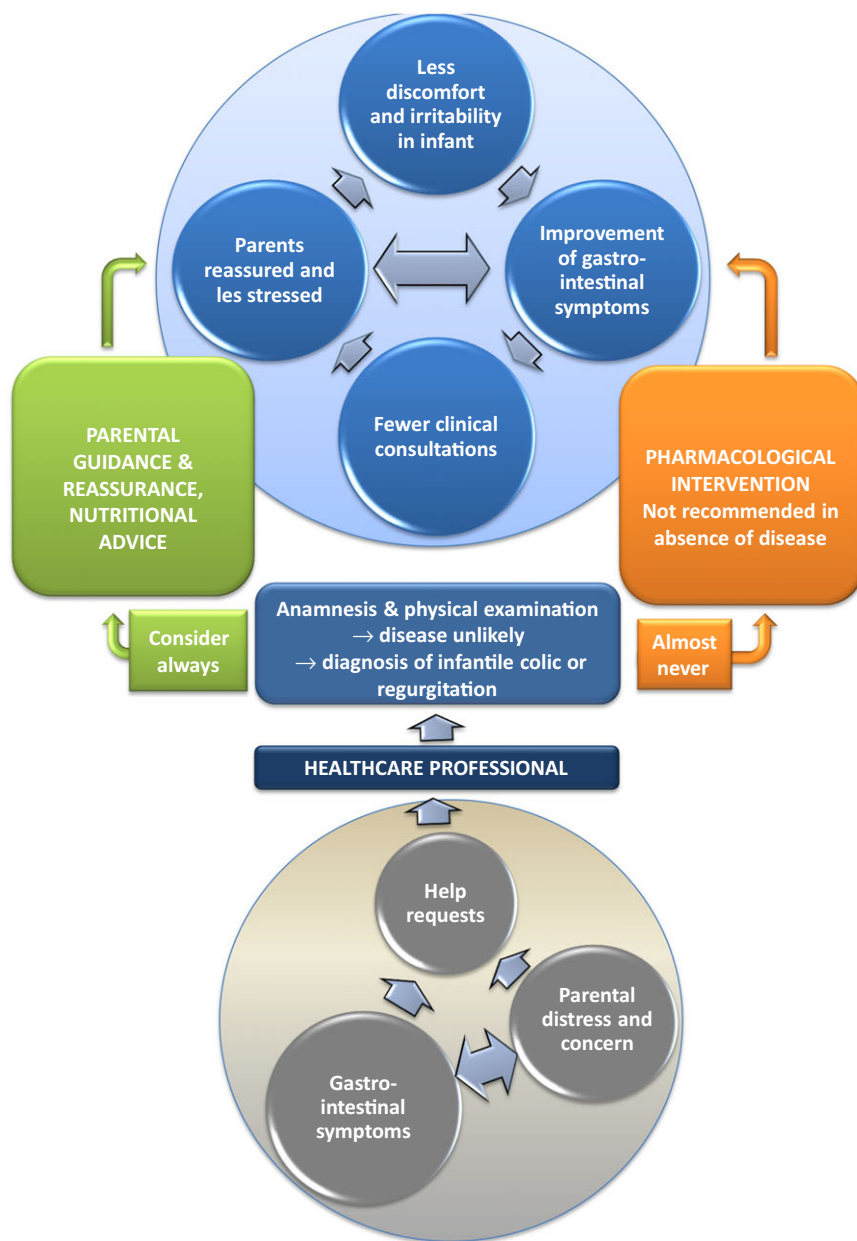 Less
discomfort
and irritability
in infant
Parents
reassured and
les stressed
Improvement
of gastro-
intestinal
symptoms
Fewer clinical
consultations
PARENTAL
GUIDANCE &
REASSURANCE,
NUTRITIONAL
ADVICE
PHARMACOLOGICAL
INTERVENTION
Not recommended in
absence of disease
Consider
always
Anamnesis & physical examination
→ disease unlikely
→ diagnosis of infantile colic or
regurgitation
Almost
never
HEALTHCARE PROFESSIONAL
Help
requests
Parental
distress and
concern
Gastro-
intestinal
symptoms